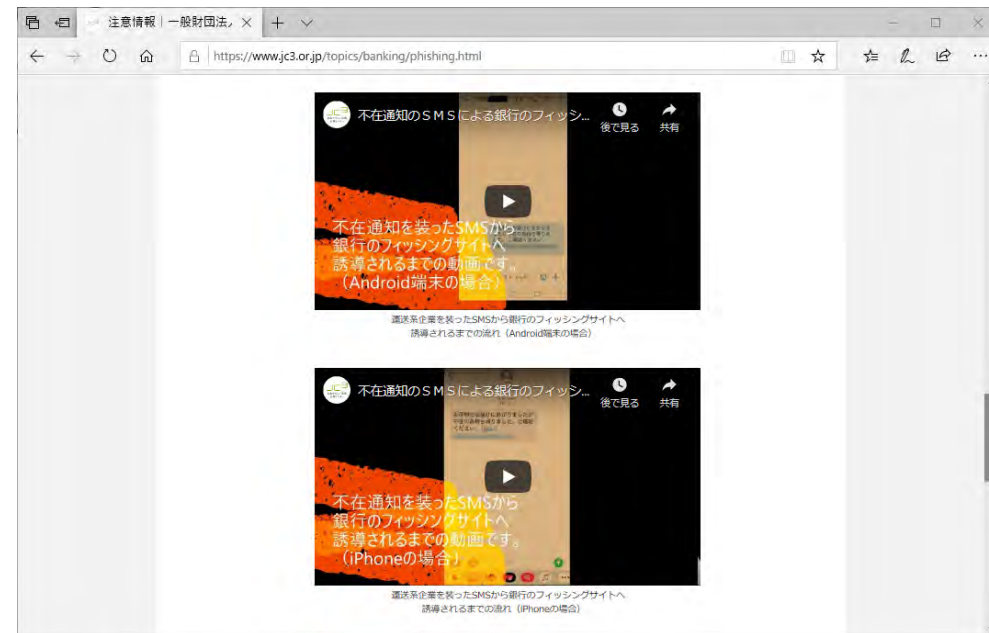 注意情報 | 一般財団法
https://www.jc3.or.jp/topics/banking/phishing.html
不在通知のSMSによる銀行のフィッシ...
後で見る
共有
不在通知を装ったSMSから
銀行のフィッシングサイトへ
誘導されるまでの動画です。
(Android端末の場合)
運送系企業を装ったSMSから銀行のフィッシングサイトへ
誘導されるまでの流れ (Android端末の場合)
不在通知のSMSによる銀行のフィッシ...
後で見る
共有
不在通知を装ったSMSから
銀行のフィッシングサイトへ
誘導されるまでの動画です。
(iPhoneの場合)
運送系企業を装ったSMSから銀行のフィッシングサイトへ
誘導されるまでの流れ (iPhoneの場合)